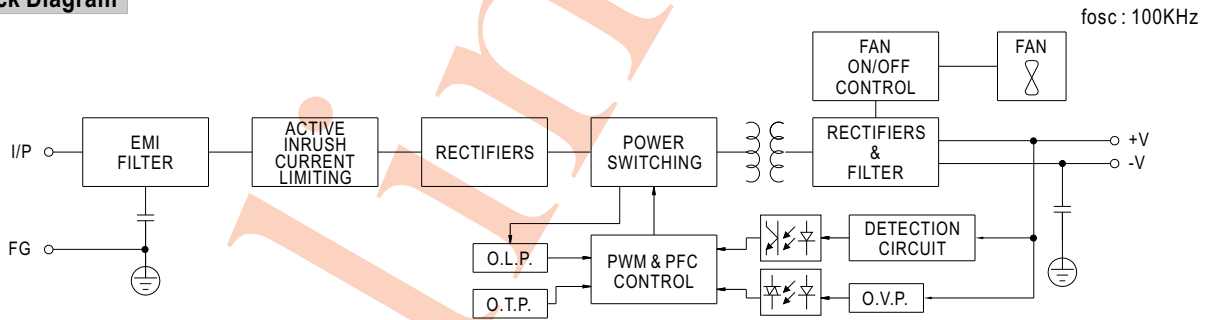 ck Diagram
fosc : 100KHz
FAN
ON/OFF
CONTROL
FAN
I/P
EMI
FILTER
ACTIVE
INRUSH
CURRENT
LIMITING
RECTIFIERS
POWER
SWITCHING
RECTIFIERS
&
FILTER
+V
-V
FG
O.L.P.
O.T.P.
PWM & PFC
CONTROL
DETECTION
CIRCUIT
O.V.P.